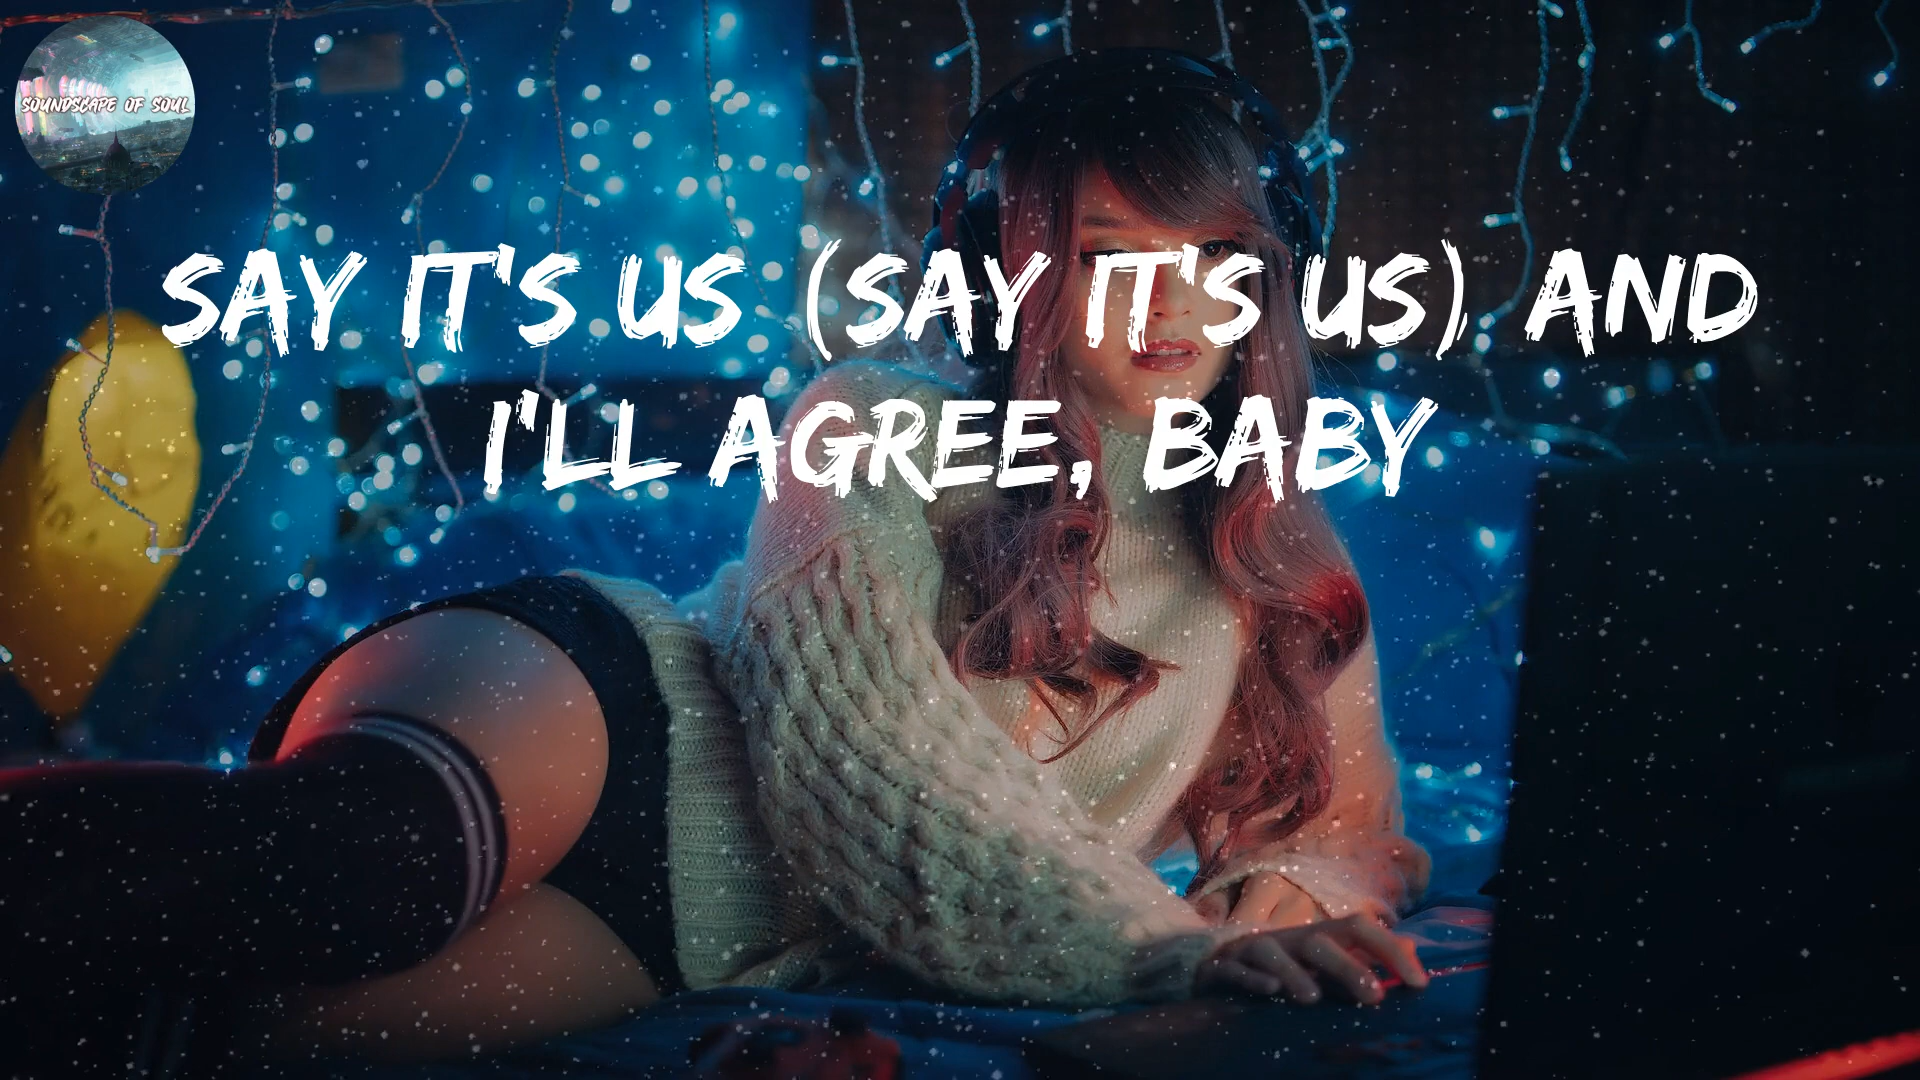 SOUNDSCAPE OF SOUL
SAY IT'S US (SAY IT'S US) AND
I'LL AGREE, BABY